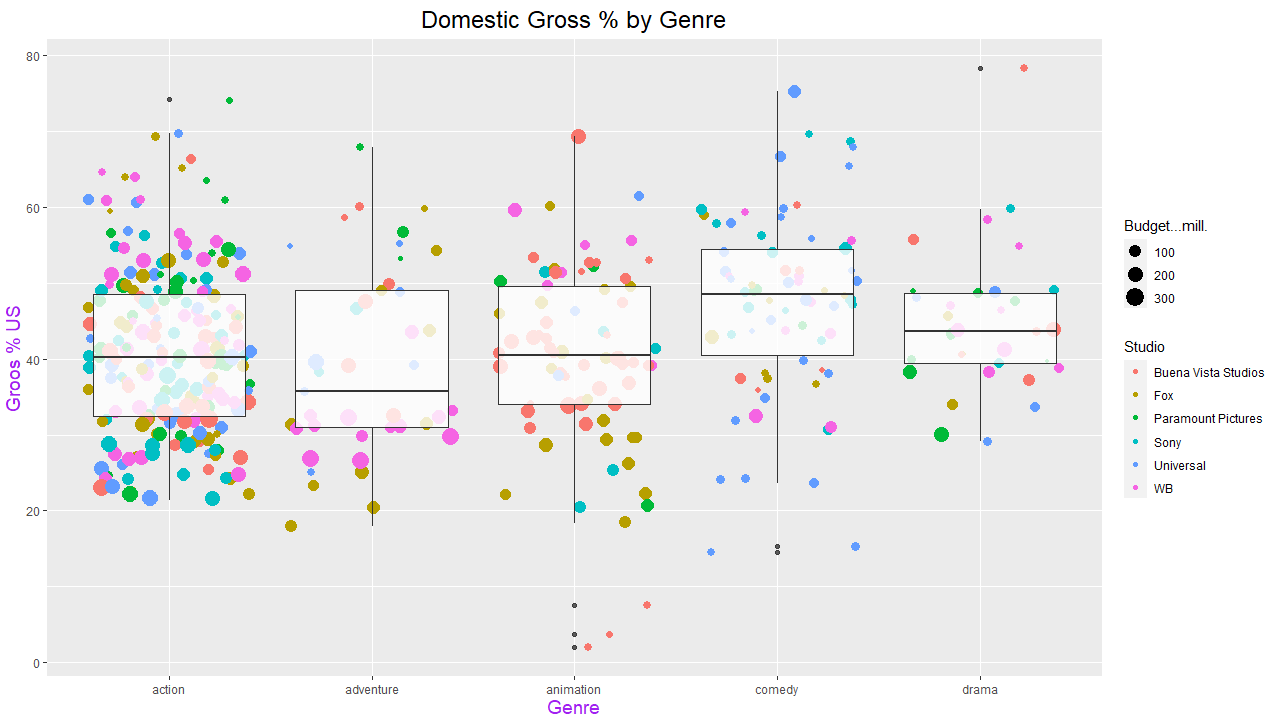 Domestic Gross % by Genre
80
60
40
20
0
Groos % US
action
adventure
animation
comedy
drama
Genre
Budget...mill.
100
200
300
Studio
Buena Vista Studios
Fox
Paramount Pictures
Sony
Universal
WB